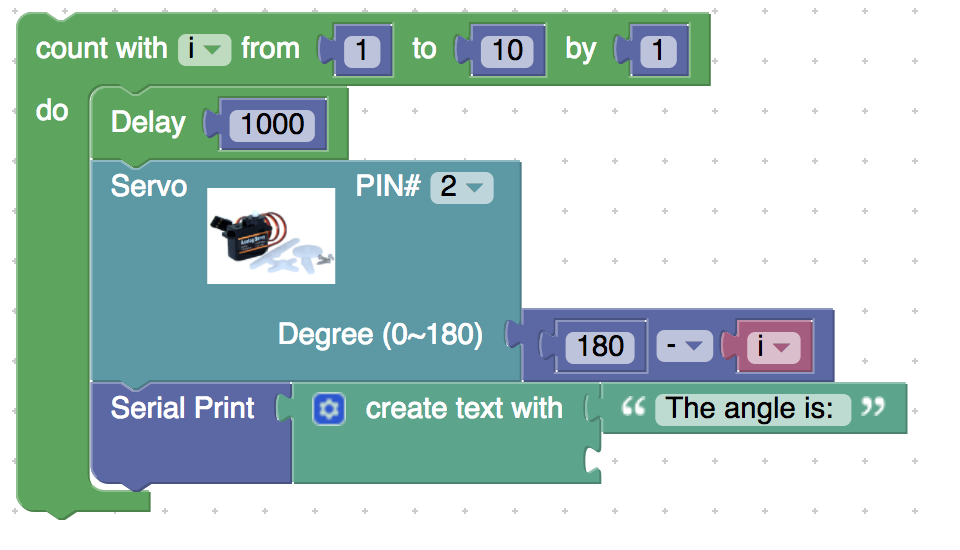 count with i from 1 to 10 by 1
do
Delay 1000
Servo PIN# 2
Degree (0~180) 180 - i
Serial Print create text with “ The angle is: ”